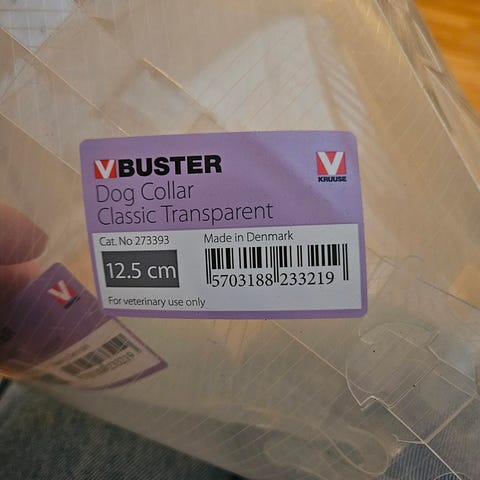 V BUSTER
Dog Collar
Classic Transparent
V
KRUUSE
Cat. No 273393
Made in Denmark
12.5 cm
5703188 233219
For veterinary use only